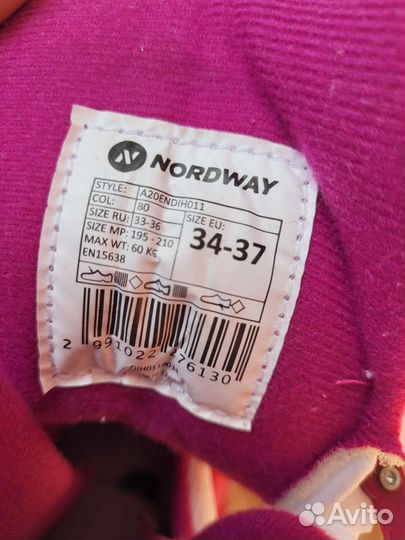 NORDWAY
STYLE: A20ENDIH011
COL: 80
SIZE RU: 33-36
SIZE MP: 195 - 210
MAX WT: 60 KG
EN15638
SIZE EU:
34-37
2 991022 276130
Avito